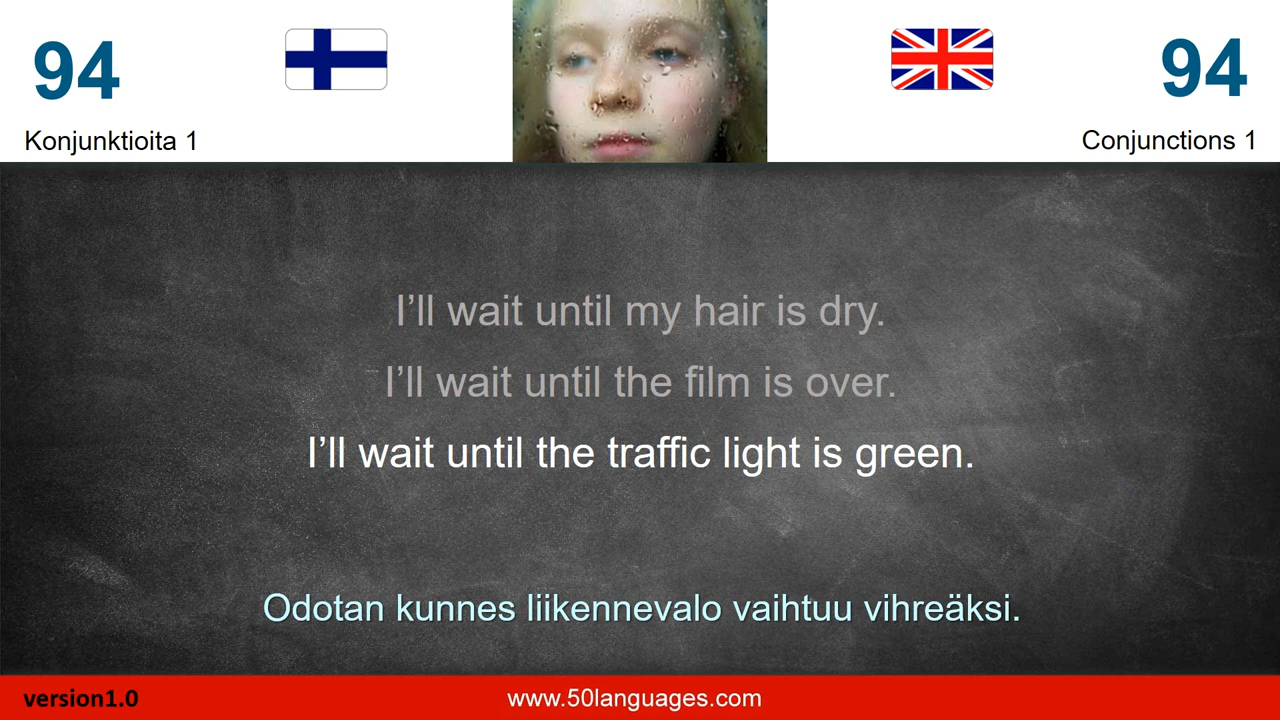 94
94
Konjunktioita 1
Conjunctions 1
I’ll wait until my hair is dry.
I’ll wait until the film is over.
I’ll wait until the traffic light is green.
Odotan kunnes liikennevalo vaihtuu vihreäksi.
version1.0
www.50languages.com